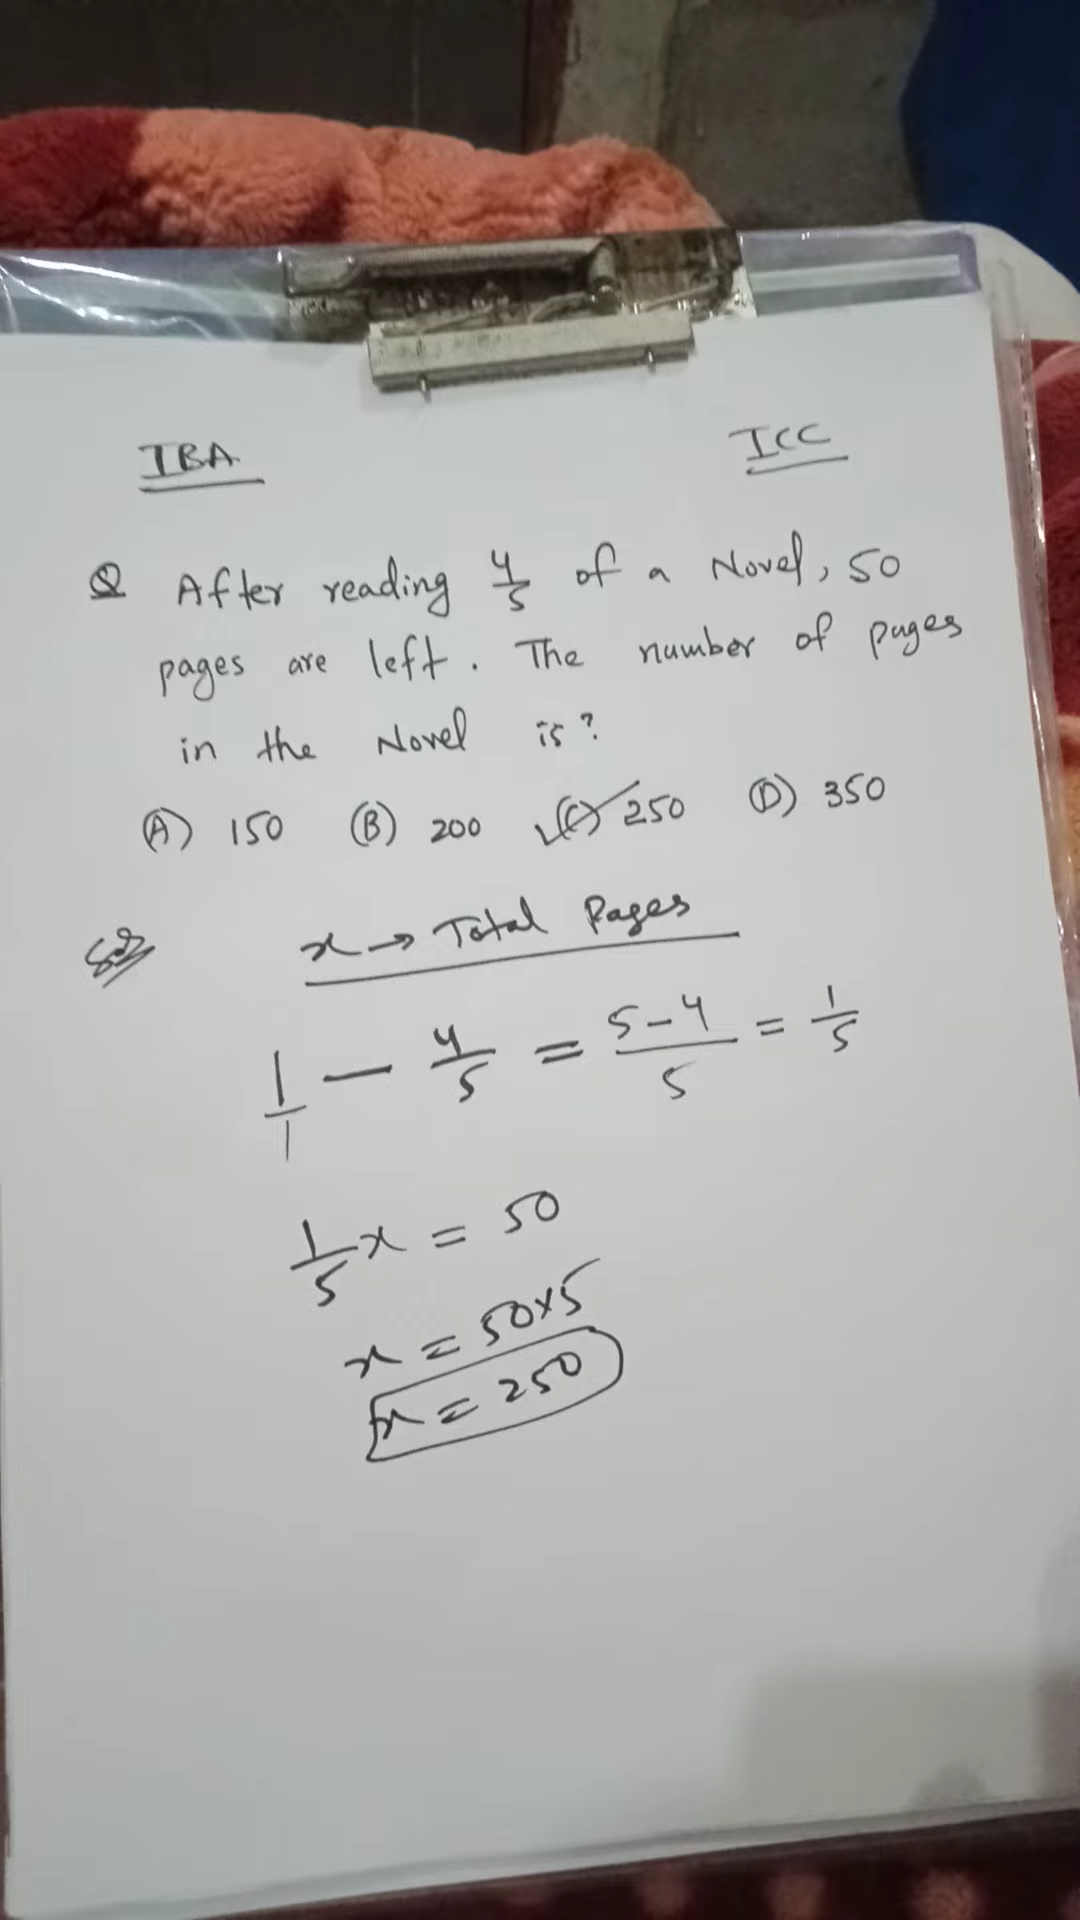 IBA ICC
Q After reading 4/5 of a Novel, 50
pages are left. The number of pages
in the Novel is?
(A) 150 (B) 200 (C) 250 (D) 350
Sol x → Total Pages
1/1 - 4/5 = 5-4/5 = 1/5
1/5 x = 50
x = 50×5
x = 250